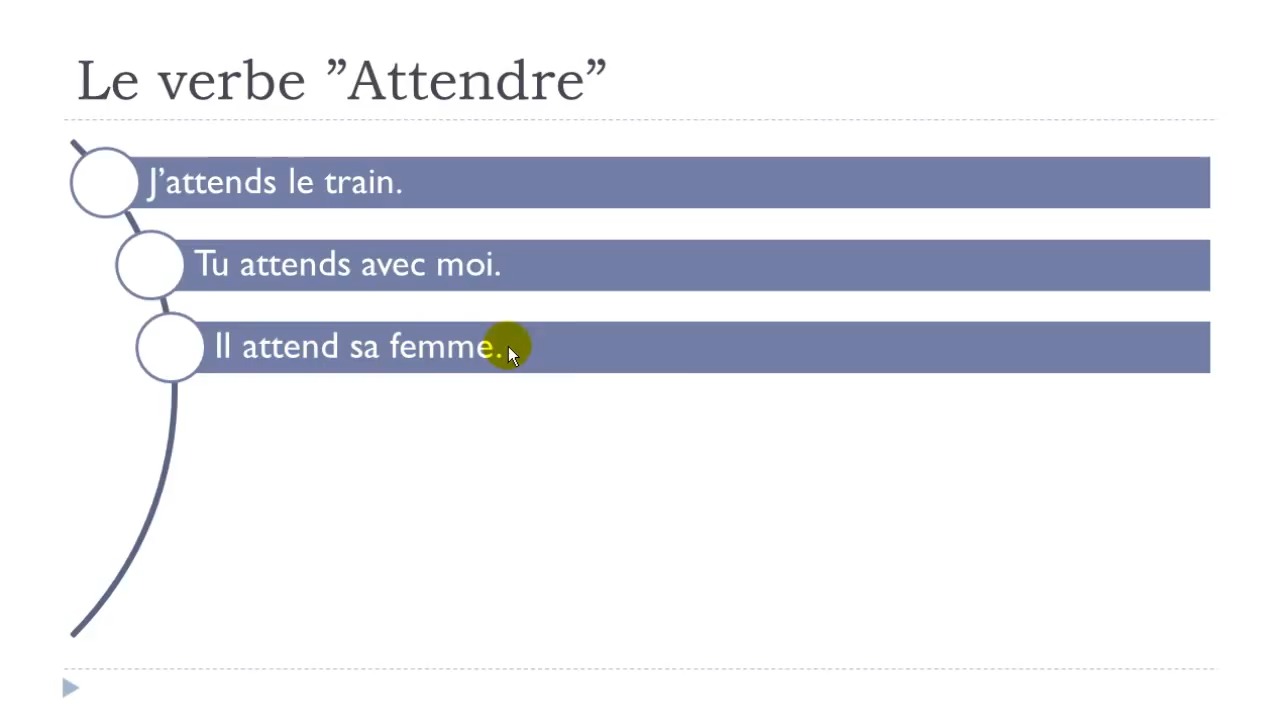 Le verbe ”Attendre”
J’attends le train.
Tu attends avec moi.
Il attend sa femme.